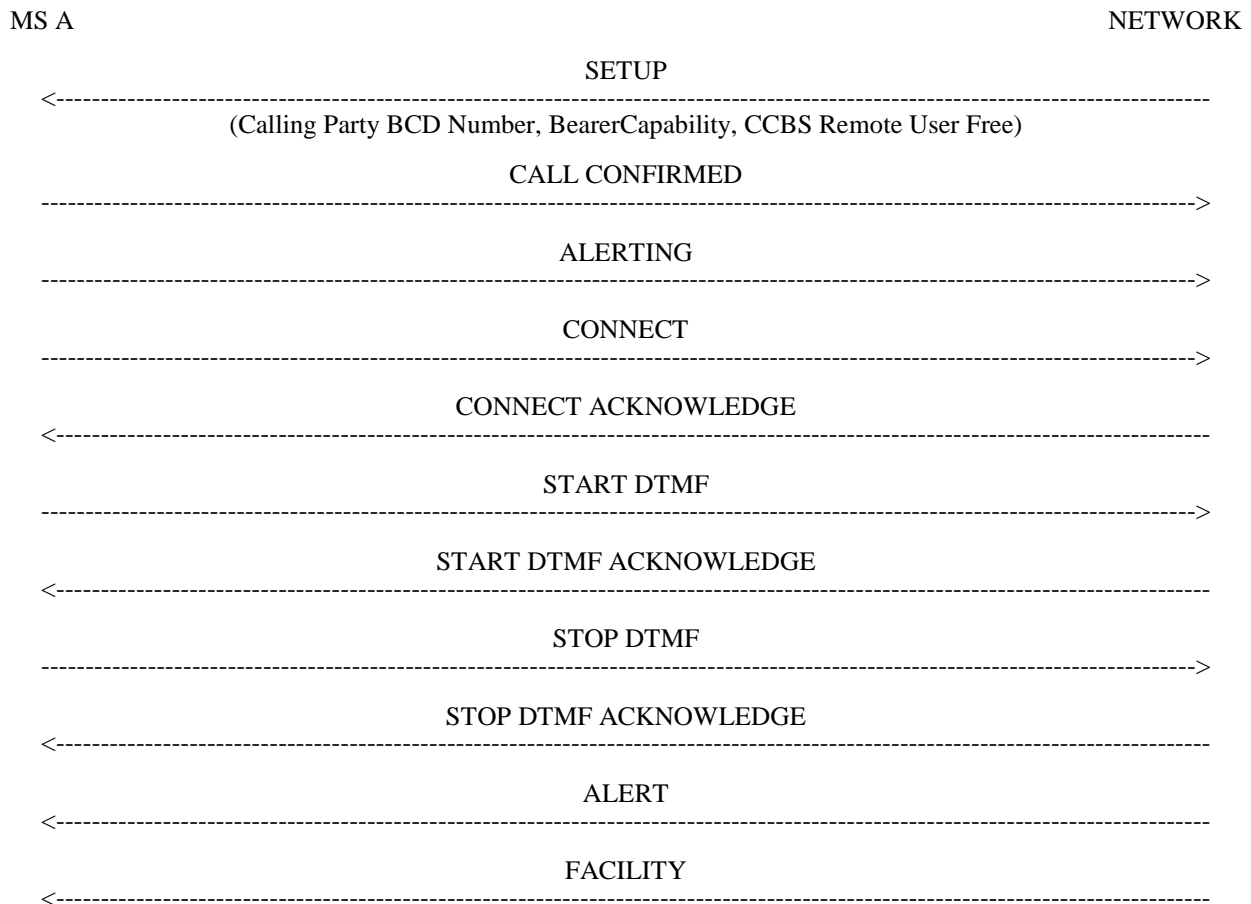 MS A NETWORK
SETUP
<------------------------------------------------------------------------------------------------------------------------------------
(Calling Party BCD Number, BearerCapability, CCBS Remote User Free)
CALL CONFIRMED
------------------------------------------------------------------------------------------------------------------------------------>
ALERTING
------------------------------------------------------------------------------------------------------------------------------------>
CONNECT
------------------------------------------------------------------------------------------------------------------------------------>
CONNECT ACKNOWLEDGE
<------------------------------------------------------------------------------------------------------------------------------------
START DTMF
------------------------------------------------------------------------------------------------------------------------------------>
START DTMF ACKNOWLEDGE
<------------------------------------------------------------------------------------------------------------------------------------
STOP DTMF
------------------------------------------------------------------------------------------------------------------------------------>
STOP DTMF ACKNOWLEDGE
<------------------------------------------------------------------------------------------------------------------------------------
ALERT
<------------------------------------------------------------------------------------------------------------------------------------
FACILITY
<------------------------------------------------------------------------------------------------------------------------------------